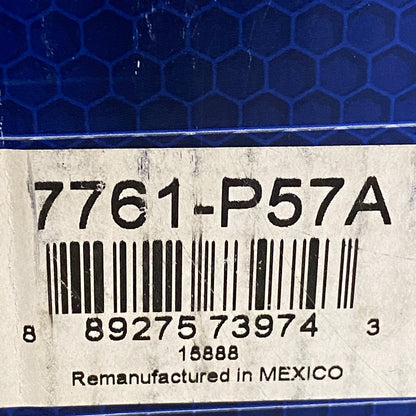 7761-P57A
8 89275 73974 3
15888
Remanufactured in MEXICO